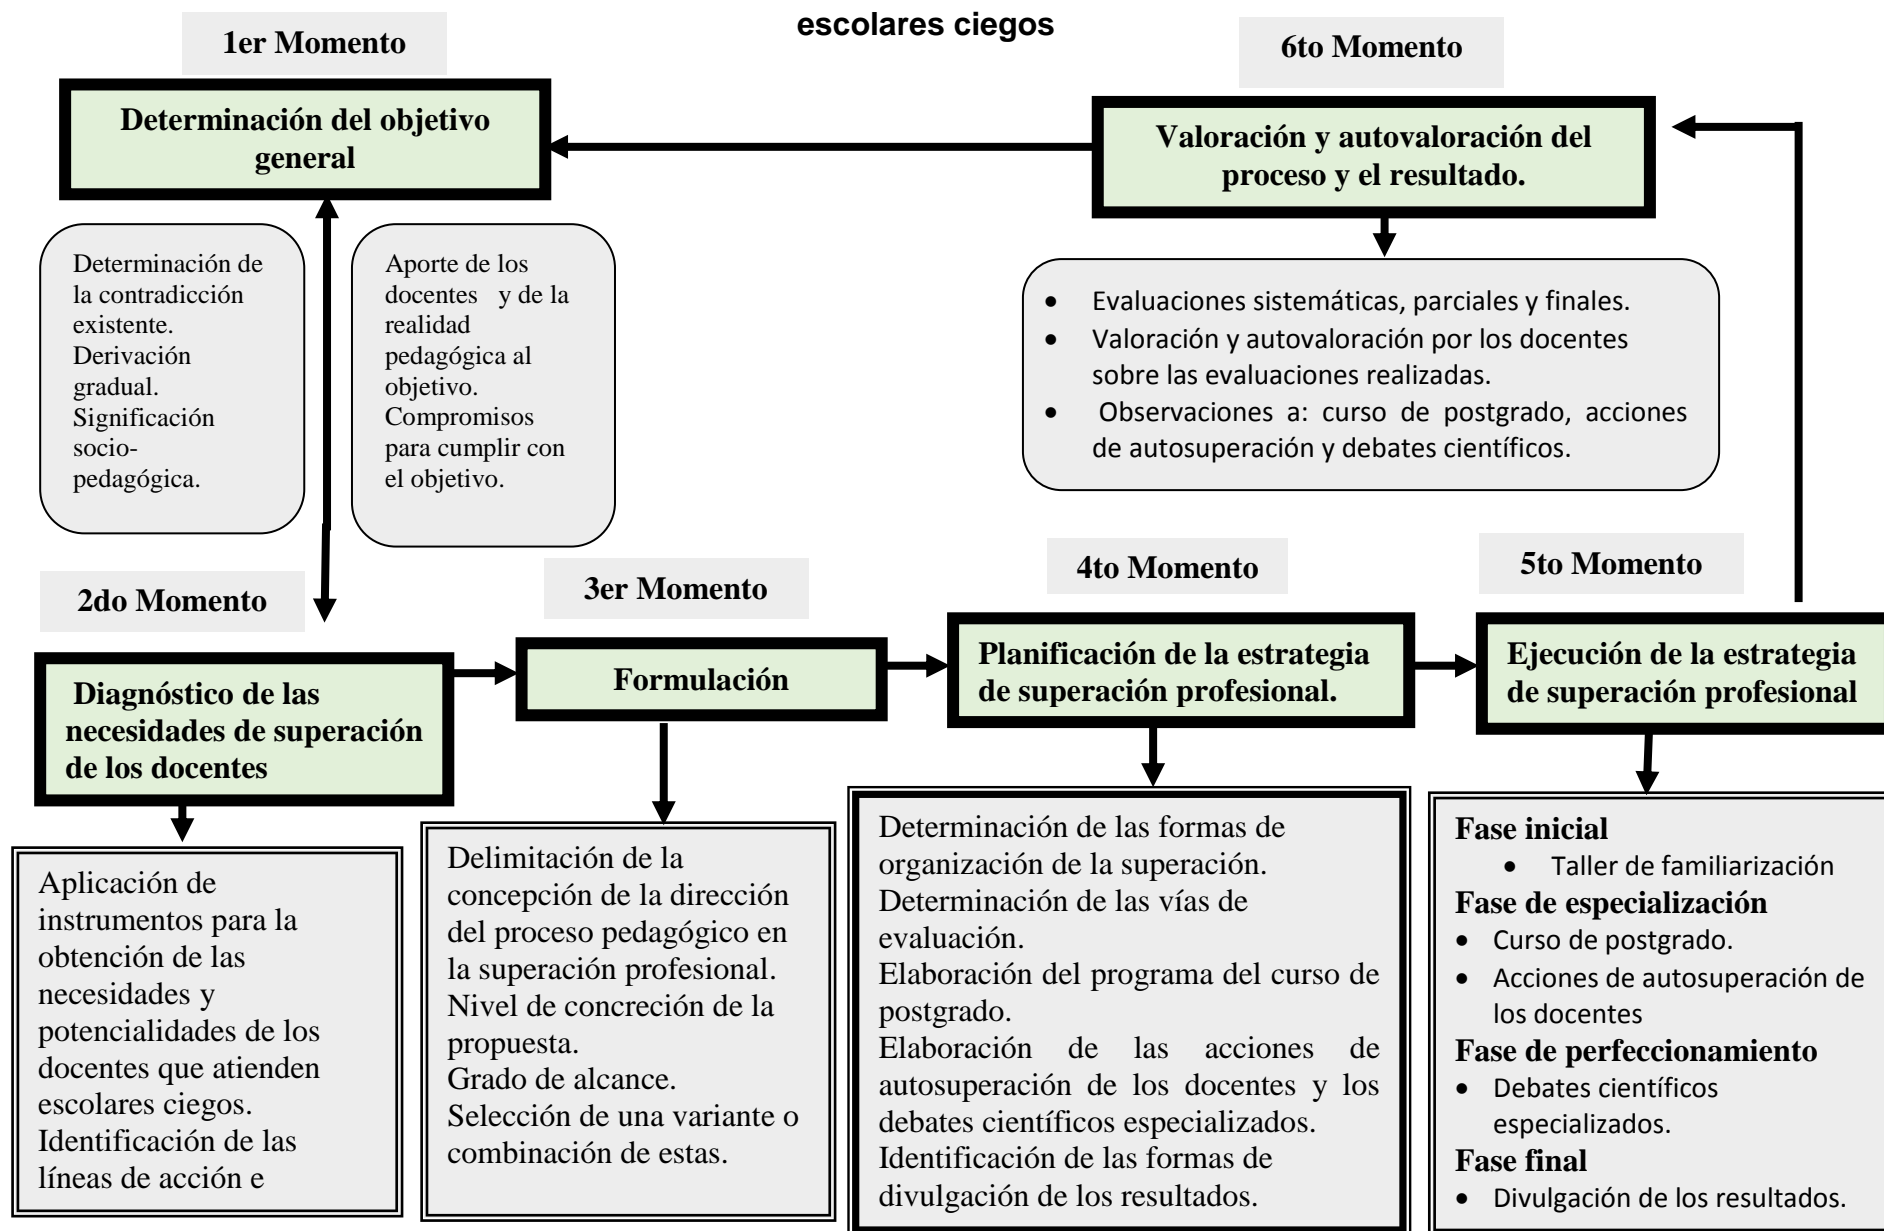 escolares ciegos
1er Momento
Determinación del objetivo
general
Determinación de
la contradicción
existente.
Derivación
gradual.
Significación
socio-
pedagógica.
Aporte de los
docentes y de la
realidad
pedagógica al
objetivo.
Compromisos
para cumplir con
el objetivo.
6to Momento
Valoración y autovaloración del
proceso y el resultado.
• Evaluaciones sistemáticas, parciales y finales.
• Valoración y autovaloración por los docentes
sobre las evaluaciones realizadas.
• Observaciones a: curso de postgrado, acciones
de autosuperación y debates científicos.
2do Momento
Diagnóstico de las
necesidades de superación
de los docentes
Aplicación de
instrumentos para la
obtención de las
necesidades y
potencialidades de los
docentes que atienden
escolares ciegos.
Identificación de las
líneas de acción e
3er Momento
Formulación
Delimitación de la
concepción de la dirección
del proceso pedagógico en
la superación profesional.
Nivel de concreción de la
propuesta.
Grado de alcance.
Selección de una variante o
combinación de estas.
4to Momento
Planificación de la estrategia
de superación profesional.
Determinación de las formas de
organización de la superación.
Determinación de las vías de
evaluación.
Elaboración del programa del curso de
postgrado.
Elaboración de las acciones de
autosuperación de los docentes y los
debates científicos especializados.
Identificación de las formas de
divulgación de los resultados.
5to Momento
Ejecución de la estrategia
de superación profesional
Fase inicial
• Taller de familiarización
Fase de especialización
• Curso de postgrado.
• Acciones de autosuperación de
los docentes
Fase de perfeccionamiento
• Debates científicos
especializados.
Fase final
• Divulgación de los resultados.